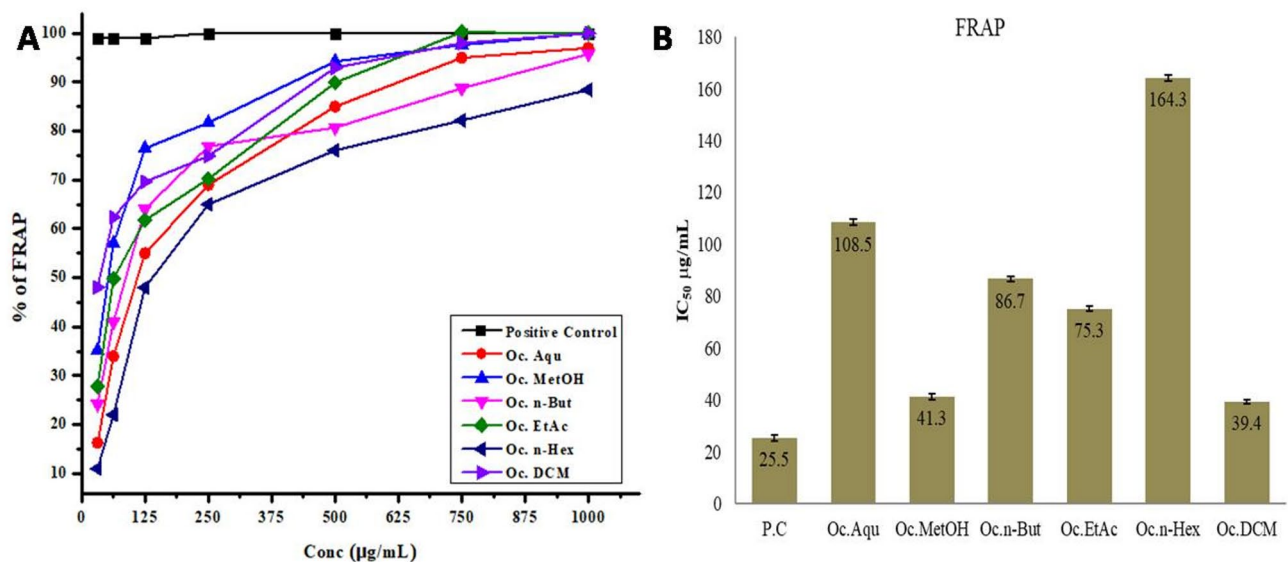 A
% of FRAP
100
90
80
70
60
50
40
30
20
10
0 125 250 375 500 625 750 875 1000
Conc (µg/mL)
Positive Control
Oc. Aqu
Oc. MetOH
Oc. n-But
Oc. EtAc
Oc. n-Hex
Oc. DCM
B
FRAP
IC₅₀ µg/mL
180
160
140
120
100
80
60
40
20
0
25.5
108.5
41.3
86.7
75.3
164.3
39.4
P.C Oc.Aqu Oc.MetOH Oc.n-But Oc.EtAc Oc.n-Hex Oc.DCM